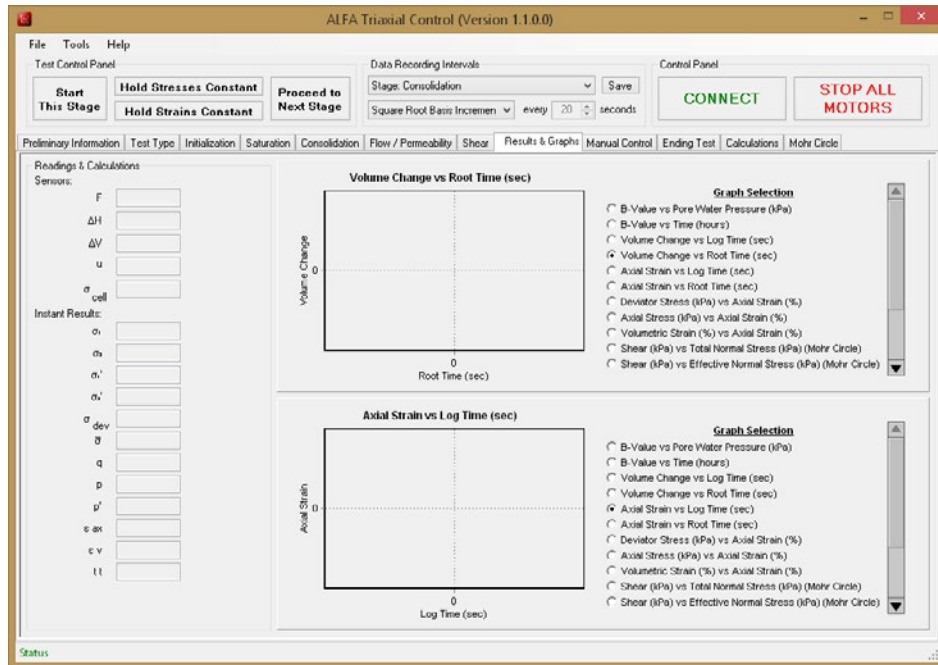 ALFA Triaxial Control (Version 1.1.0.0)
File Tools Help
Test Control Panel
Start This Stage
Hold Stresses Constant
Hold Strains Constant
Proceed to Next Stage
Data Recording Intervals
Stage: Consolidation
Save
Square Root Basis Incremen every 20 seconds
Control Panel
CONNECT
STOP ALL MOTORS
Preliminary Information Test Type Initialization Saturation Consolidation Flow / Permeability Shear Results & Graphs Manual Control Ending Test Calculations Mohr Circle
Readings & Calculations
Sensors:
F
ΔH
ΔV
u
σ cell
Instant Results:
σ₁
σ₃
σ₁'
σ₃'
σ dev
q
p
p'
ε ax
ε v
Volume Change vs Root Time (sec)
Volume Change
0
0
Root Time (sec)
Graph Selection
B-Value vs Pore Water Pressure (kPa)
B-Value vs Time (hours)
Volume Change vs Log Time (sec)
Volume Change vs Root Time (sec)
Axial Strain vs Log Time (sec)
Axial Strain vs Root Time (sec)
Deviator Stress (kPa) vs Axial Strain (%)
Axial Stress (kPa) vs Axial Strain (%)
Volumetric Strain (%) vs Axial Strain (%)
Shear (kPa) vs Total Normal Stress (kPa) (Mohr Circle)
Shear (kPa) vs Effective Normal Stress (kPa) (Mohr Circle)
Axial Strain vs Log Time (sec)
Axial Strain
0
0
Log Time (sec)
Graph Selection
B-Value vs Pore Water Pressure (kPa)
B-Value vs Time (hours)
Volume Change vs Log Time (sec)
Volume Change vs Root Time (sec)
Axial Strain vs Log Time (sec)
Axial Strain vs Root Time (sec)
Deviator Stress (kPa) vs Axial Strain (%)
Axial Stress (kPa) vs Axial Strain (%)
Volumetric Strain (%) vs Axial Strain (%)
Shear (kPa) vs Total Normal Stress (kPa) (Mohr Circle)
Shear (kPa) vs Effective Normal Stress (kPa) (Mohr Circle)
Status